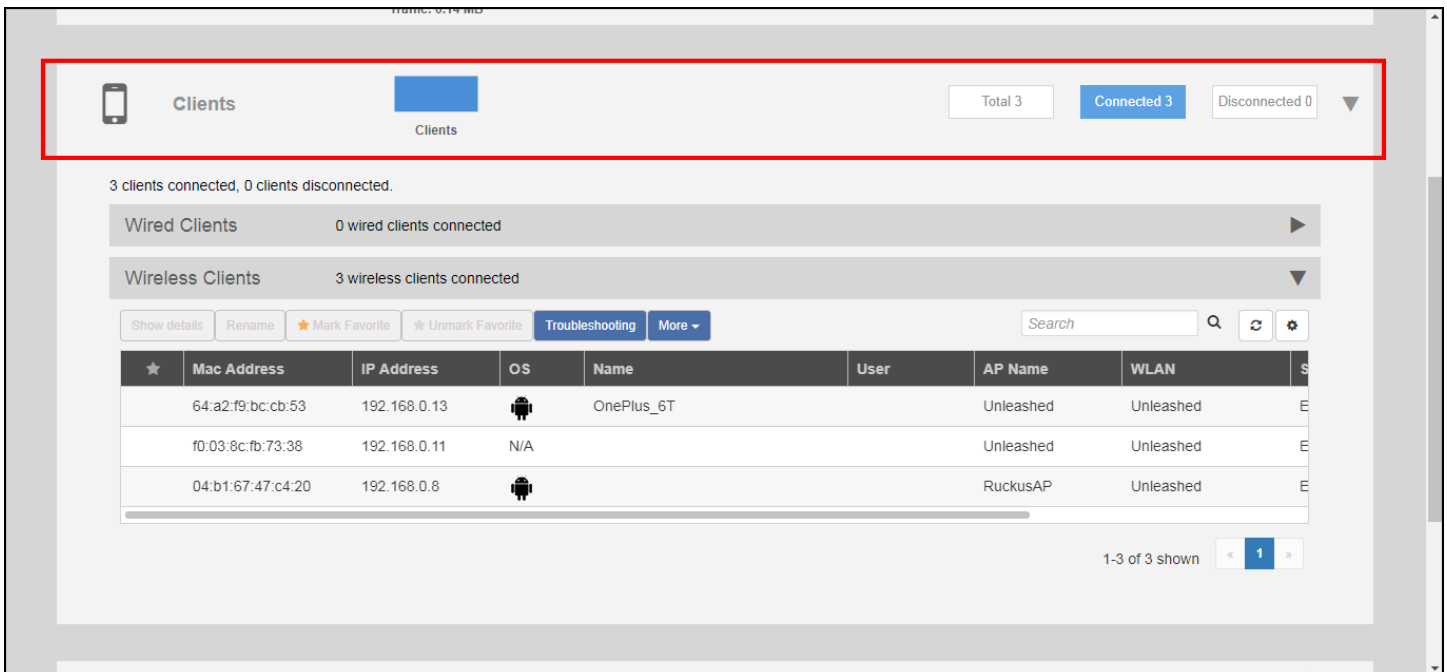 Traffic: 0.14 MB
Clients
Clients
Total 3 Connected 3 Disconnected 0
3 clients connected, 0 clients disconnected.
Wired Clients 0 wired clients connected
Wireless Clients 3 wireless clients connected
Show details Rename Mark Favorite Unmark Favorite Troubleshooting More Search
Mac Address IP Address OS Name User AP Name WLAN S
64:a2:f9:bc:cb:53 192.168.0.13 OnePlus_6T Unleashed Unleashed E
f0:03:8c:fb:73:38 192.168.0.11 N/A Unleashed Unleashed E
04:b1:67:47:c4:20 192.168.0.8 RuckusAP Unleashed E
1-3 of 3 shown « 1 »